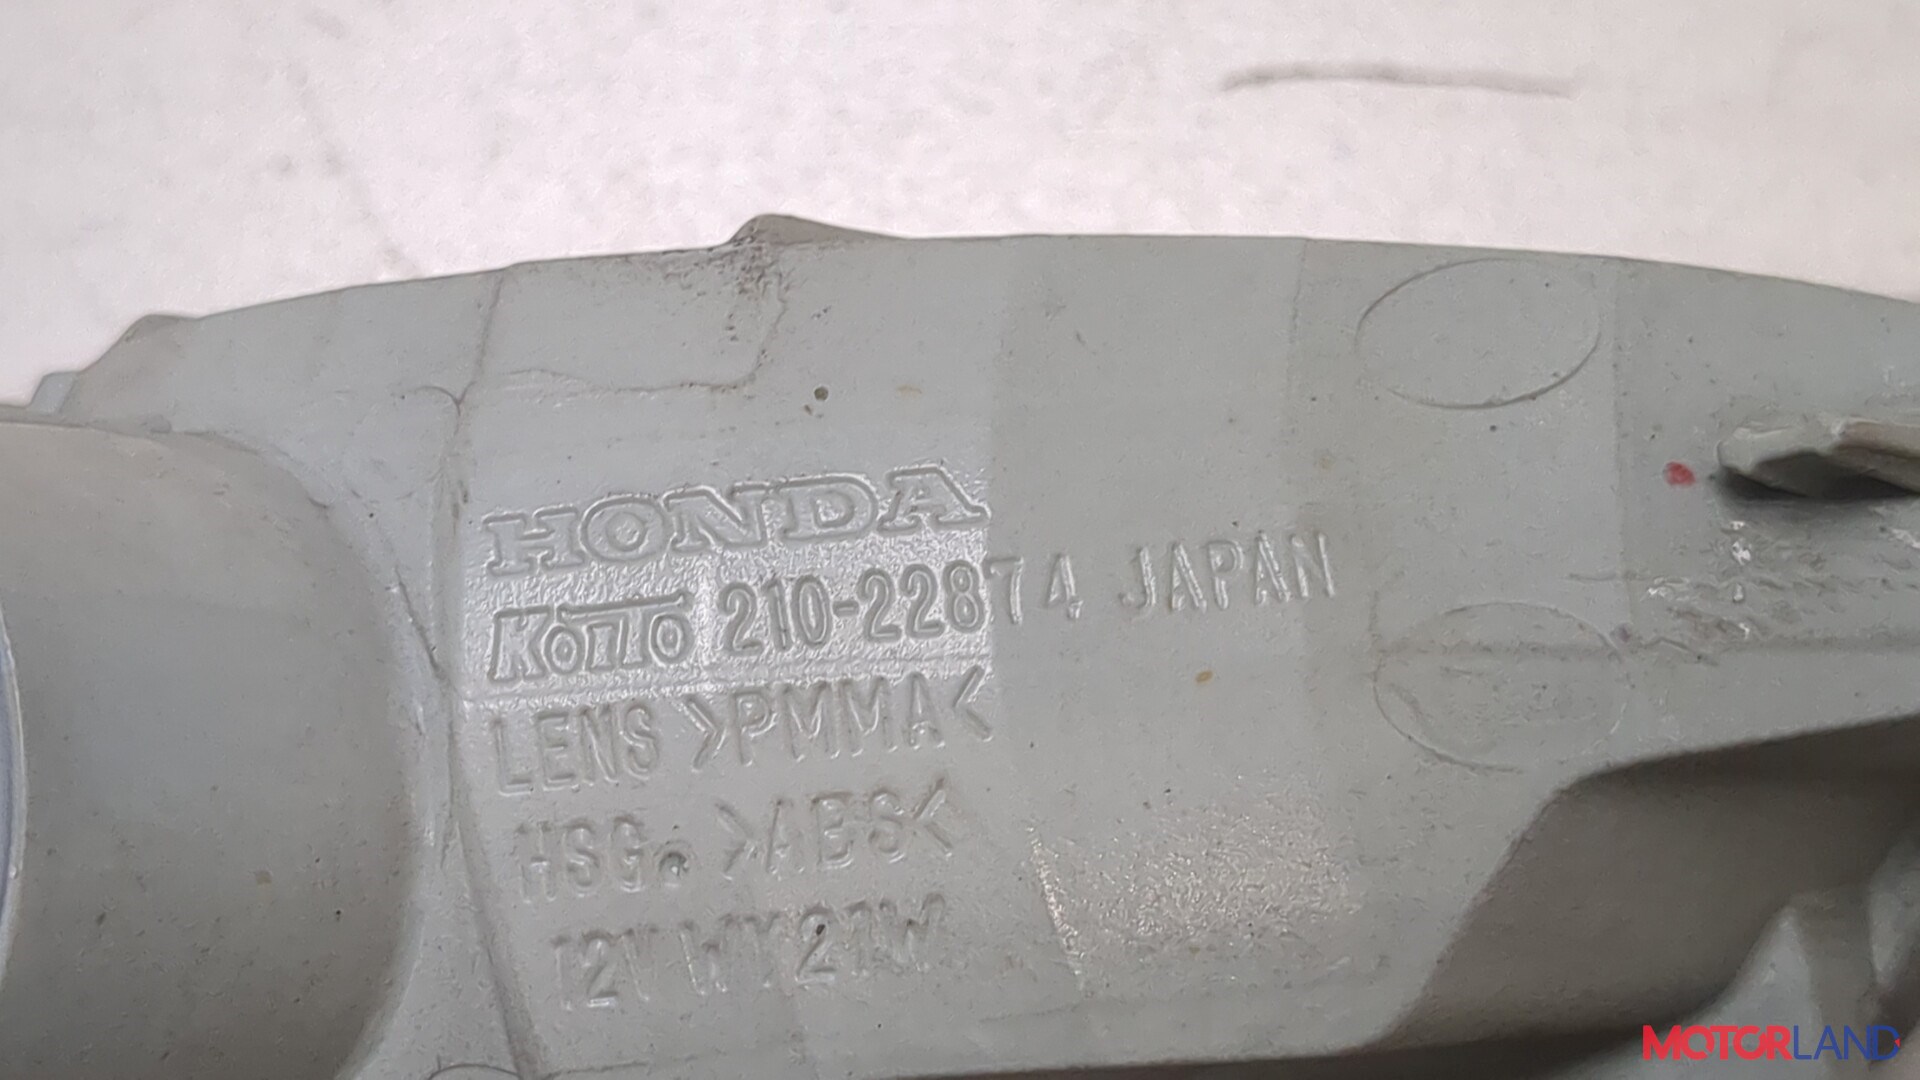 HONDA
KOITO 210-22874 JAPAN
LENS >PMMA<
HSG. >ABS<
12V WY21W
MOTORLAND